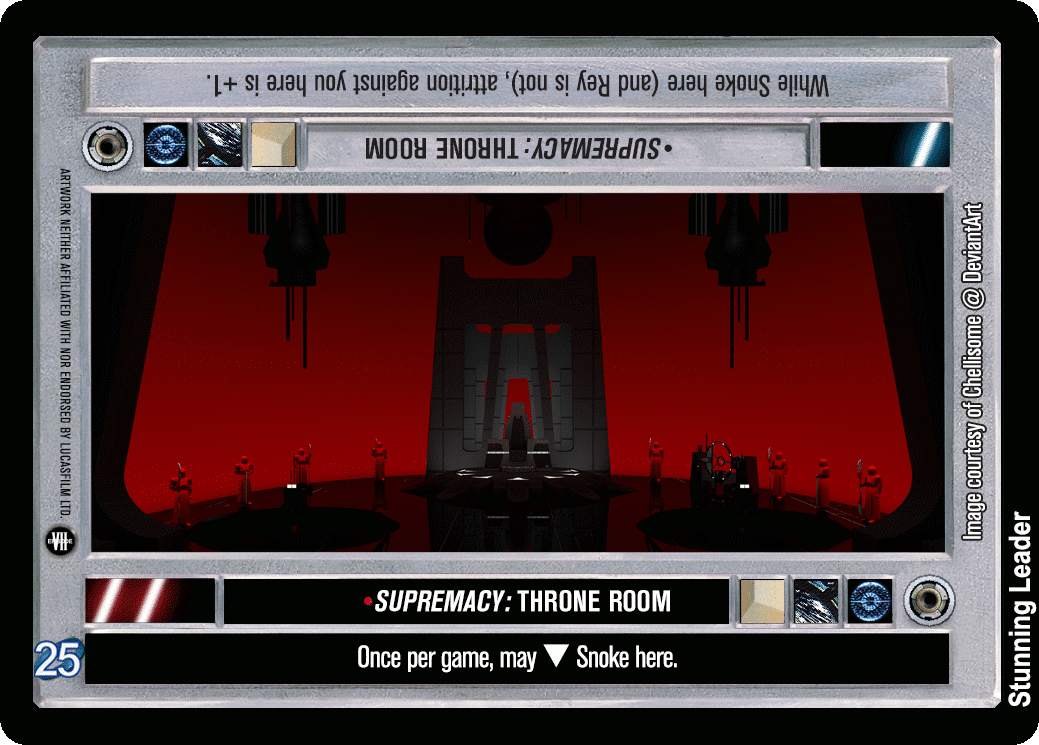 While Snoke here (and Rey is not), attrition against you here is +1.
•SUPREMACY: THRONE ROOM
ARTWORK NEITHER AFFILIATED WITH NOR ENDORSED BY LUCASFILM LTD.
EPISODE
VII
Image courtesy of Chellisome @ DeviantArt
•SUPREMACY: THRONE ROOM
25
Once per game, may ▼ Snoke here.
Stunning Leader